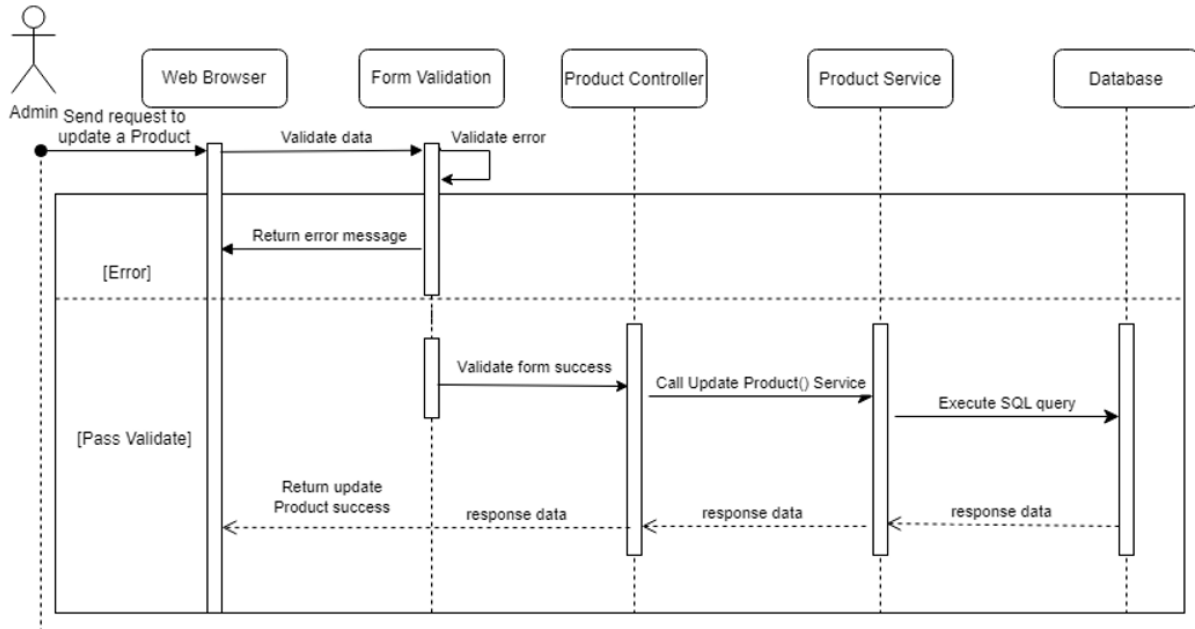 Web Browser
Form Validation
Product Controller
Product Service
Database
Admin
Send request to
update a Product
Validate data
Validate error
Return error message
[Error]
Validate form success
Call Update Product() Service
Execute SQL query
[Pass Validate]
Return update
Product success
response data
response data
response data